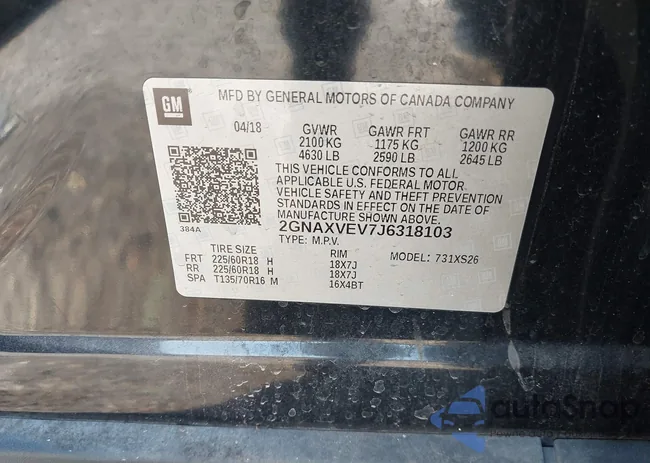 GM
MFD BY GENERAL MOTORS OF CANADA COMPANY
04/18 GVWR GAWR FRT GAWR RR
2100 KG 1175 KG 1200 KG
4630 LB 2590 LB 2645 LB
THIS VEHICLE CONFORMS TO ALL
APPLICABLE U.S. FEDERAL MOTOR
VEHICLE SAFETY AND THEFT PREVENTION
STANDARDS IN EFFECT ON THE DATE OF
MANUFACTURE SHOWN ABOVE.
384A 2GNAXVEV7J6318103
TYPE: M.P.V. MODEL: 731XS26
TIRE SIZE RIM
FRT 225/60R18 H 18X7J
RR 225/60R18 H 18X7J
SPA T135/70R16 M 16X4BT
autoSnap